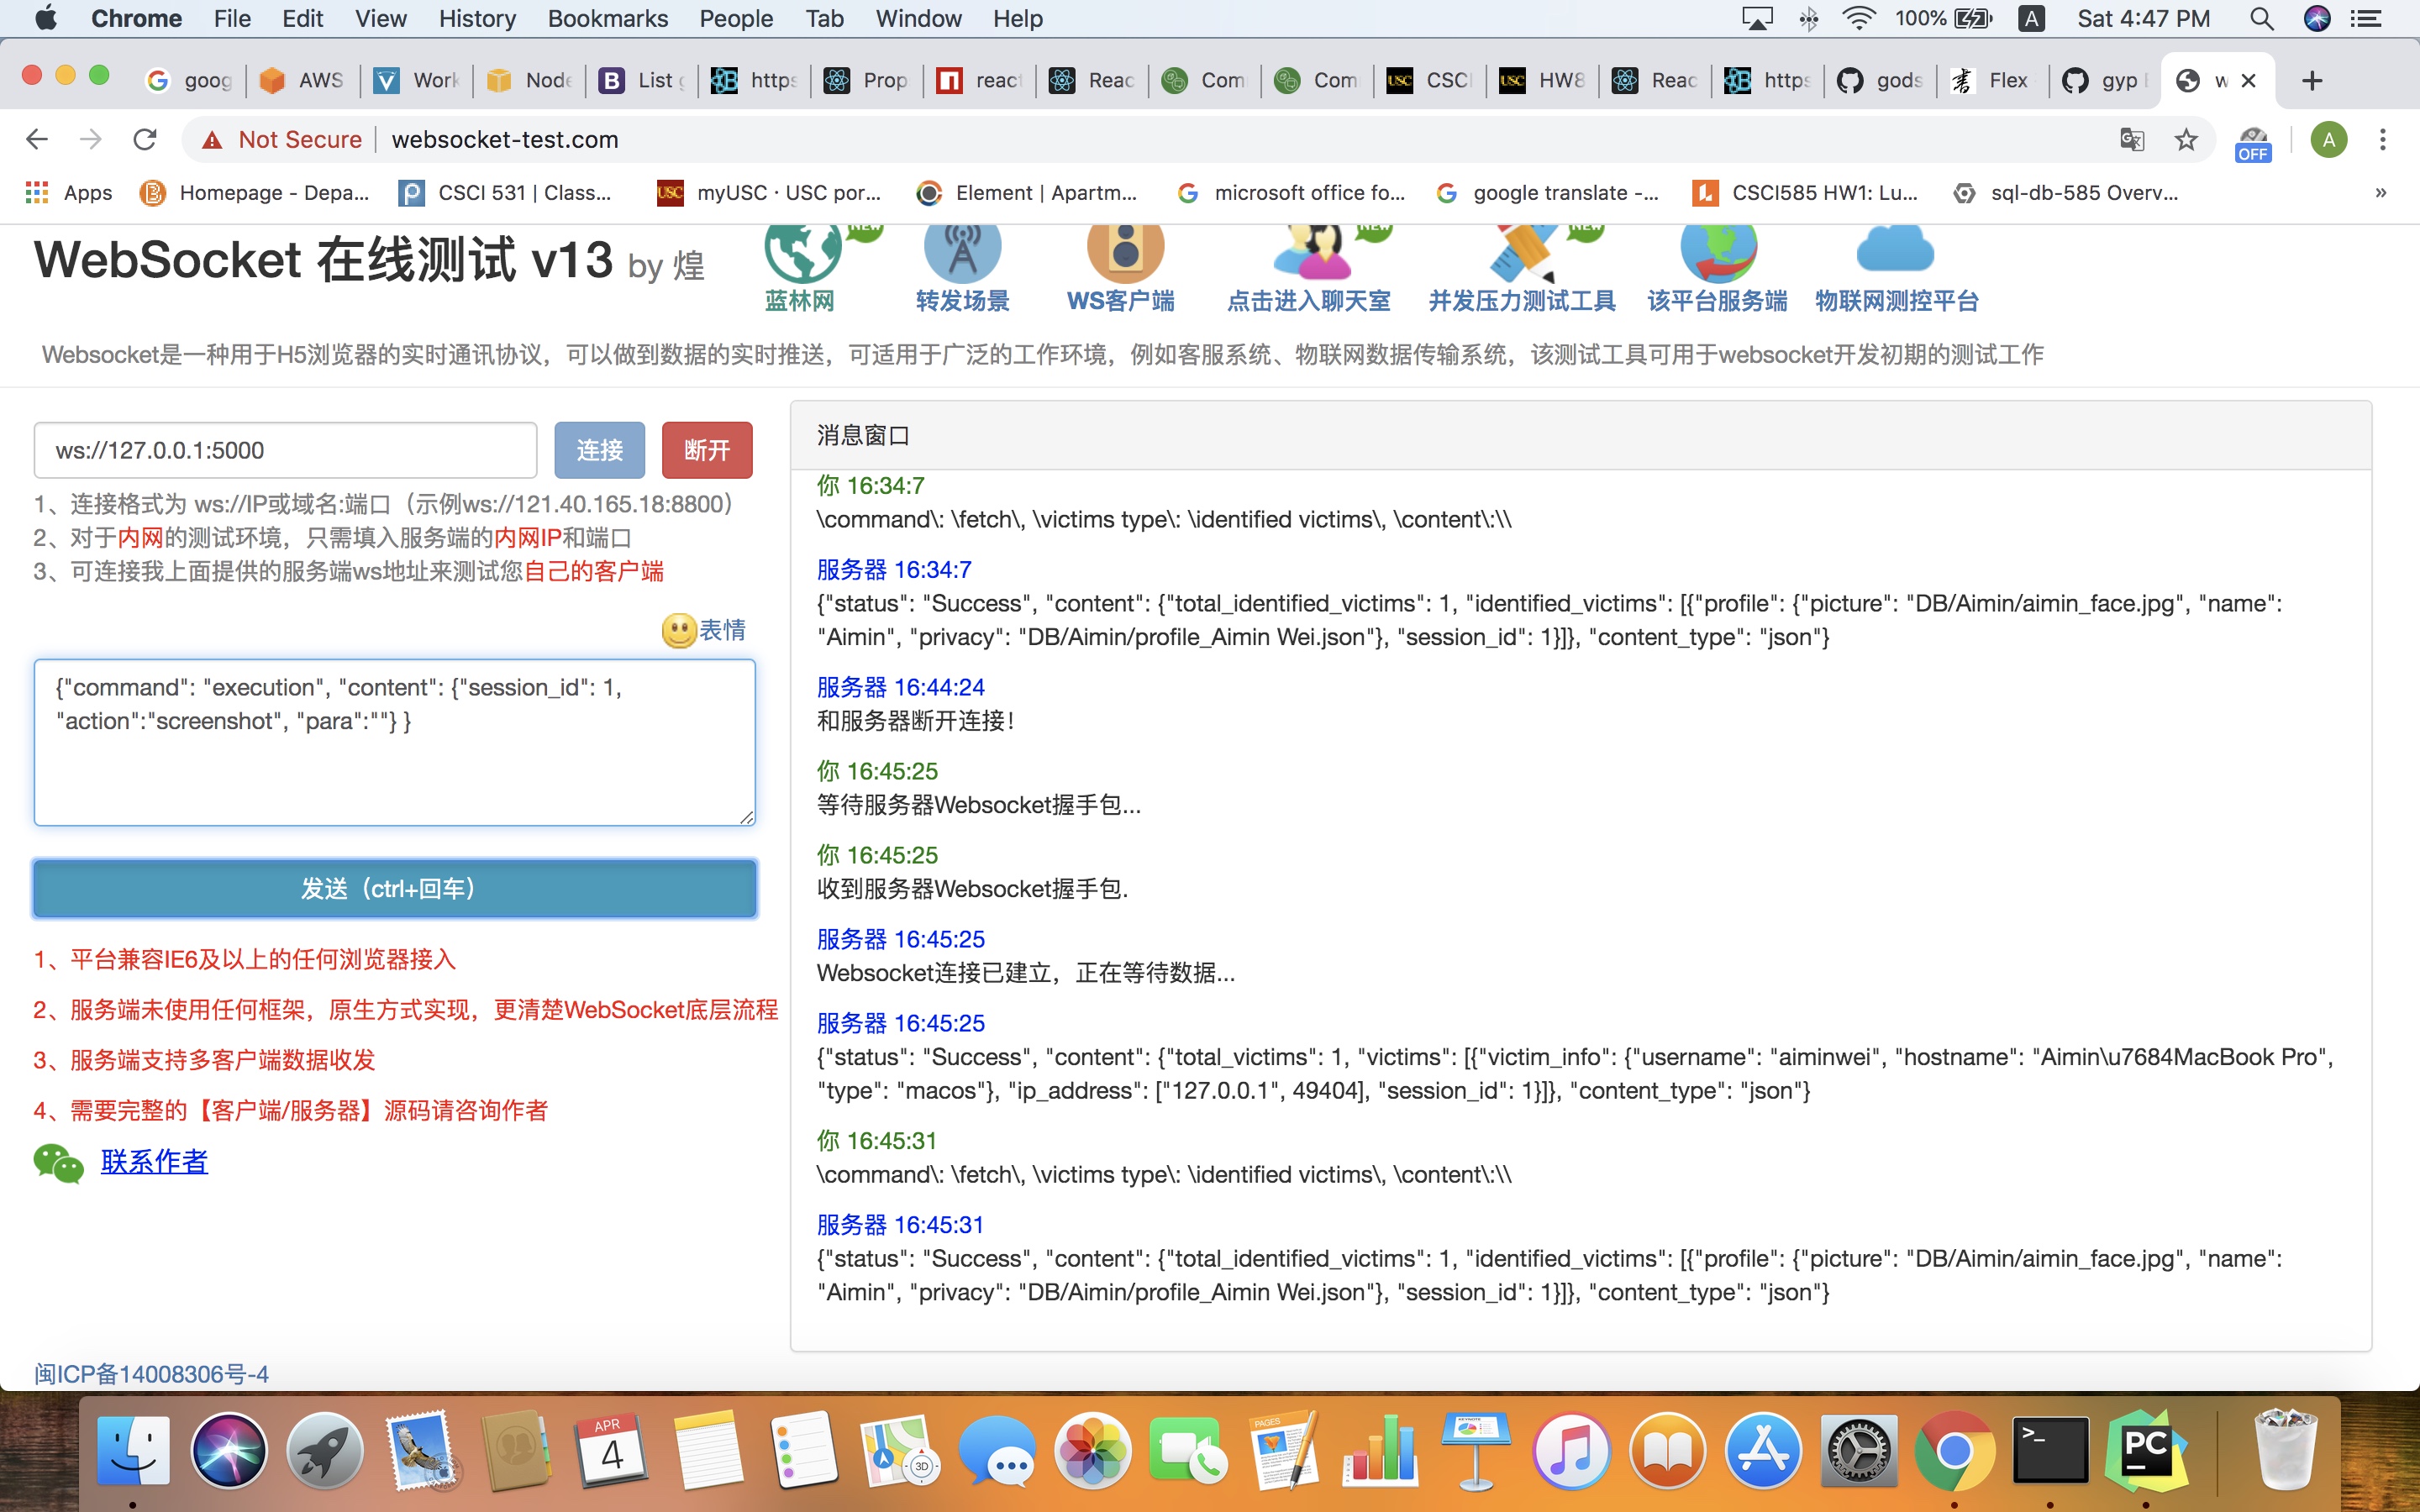 Chrome File Edit View History Bookmarks People Tab Window Help 100% A Sat 4:47 PM
goog AWS Work Node List g https Prop react Reac Com Com CSCI HW8 Reac https gods Flex gyp w
Not Secure websocket-test.com OFF A
Apps Homepage - Depa... CSCI 531 | Class... myUSC · USC por... Element | Apartm... microsoft office fo... google translate -... CSCI585 HW1: Lu... sql-db-585 Overv... »
WebSocket 在线测试 v13 by 煌
蓝林网 转发场景 WS客户端 点击进入聊天室 并发压力测试工具 该平台服务端 物联网测控平台
Websocket是一种用于H5浏览器的实时通讯协议，可以做到数据的实时推送，可适用于广泛的工作环境，例如客服系统、物联网数据传输系统，该测试工具可用于websocket开发初期的测试工作
ws://127.0.0.1:5000 连接 断开
1、连接格式为 ws://IP或域名:端口（示例ws://121.40.165.18:8800）
2、对于内网的测试环境，只需填入服务端的内网IP和端口
3、可连接我上面提供的服务端ws地址来测试您自己的客户端
表情
{"command": "execution", "content": {"session_id": 1,
"action":"screenshot", "para":""} }
发送（ctrl+回车）
1、平台兼容IE6及以上的任何浏览器接入
2、服务端未使用任何框架，原生方式实现，更清楚WebSocket底层流程
3、服务端支持多客户端数据收发
4、需要完整的【客户端/服务器】源码请咨询作者
联系作者
消息窗口
你 16:34:7
\command\: \fetch\, \victims type\: \identified victims\, \content\:\\
服务器 16:34:7
{"status": "Success", "content": {"total_identified_victims": 1, "identified_victims": [{"profile": {"picture": "DB/Aimin/aimin_face.jpg", "name":
"Aimin", "privacy": "DB/Aimin/profile_Aimin Wei.json"}, "session_id": 1}]}, "content_type": "json"}
服务器 16:44:24
和服务器断开连接！
你 16:45:25
等待服务器Websocket握手包...
你 16:45:25
收到服务器Websocket握手包.
服务器 16:45:25
Websocket连接已建立，正在等待数据...
服务器 16:45:25
{"status": "Success", "content": {"total_victims": 1, "victims": [{"victim_info": {"username": "aiminwei", "hostname": "Aimin\u7684MacBook Pro",
"type": "macos"}, "ip_address": ["127.0.0.1", 49404], "session_id": 1}]}, "content_type": "json"}
你 16:45:31
\command\: \fetch\, \victims type\: \identified victims\, \content\:\\
服务器 16:45:31
{"status": "Success", "content": {"total_identified_victims": 1, "identified_victims": [{"profile": {"picture": "DB/Aimin/aimin_face.jpg", "name":
"Aimin", "privacy": "DB/Aimin/profile_Aimin Wei.json"}, "session_id": 1}]}, "content_type": "json"}
闽ICP备14008306号-4
APR
4
3D
PAGES
PC